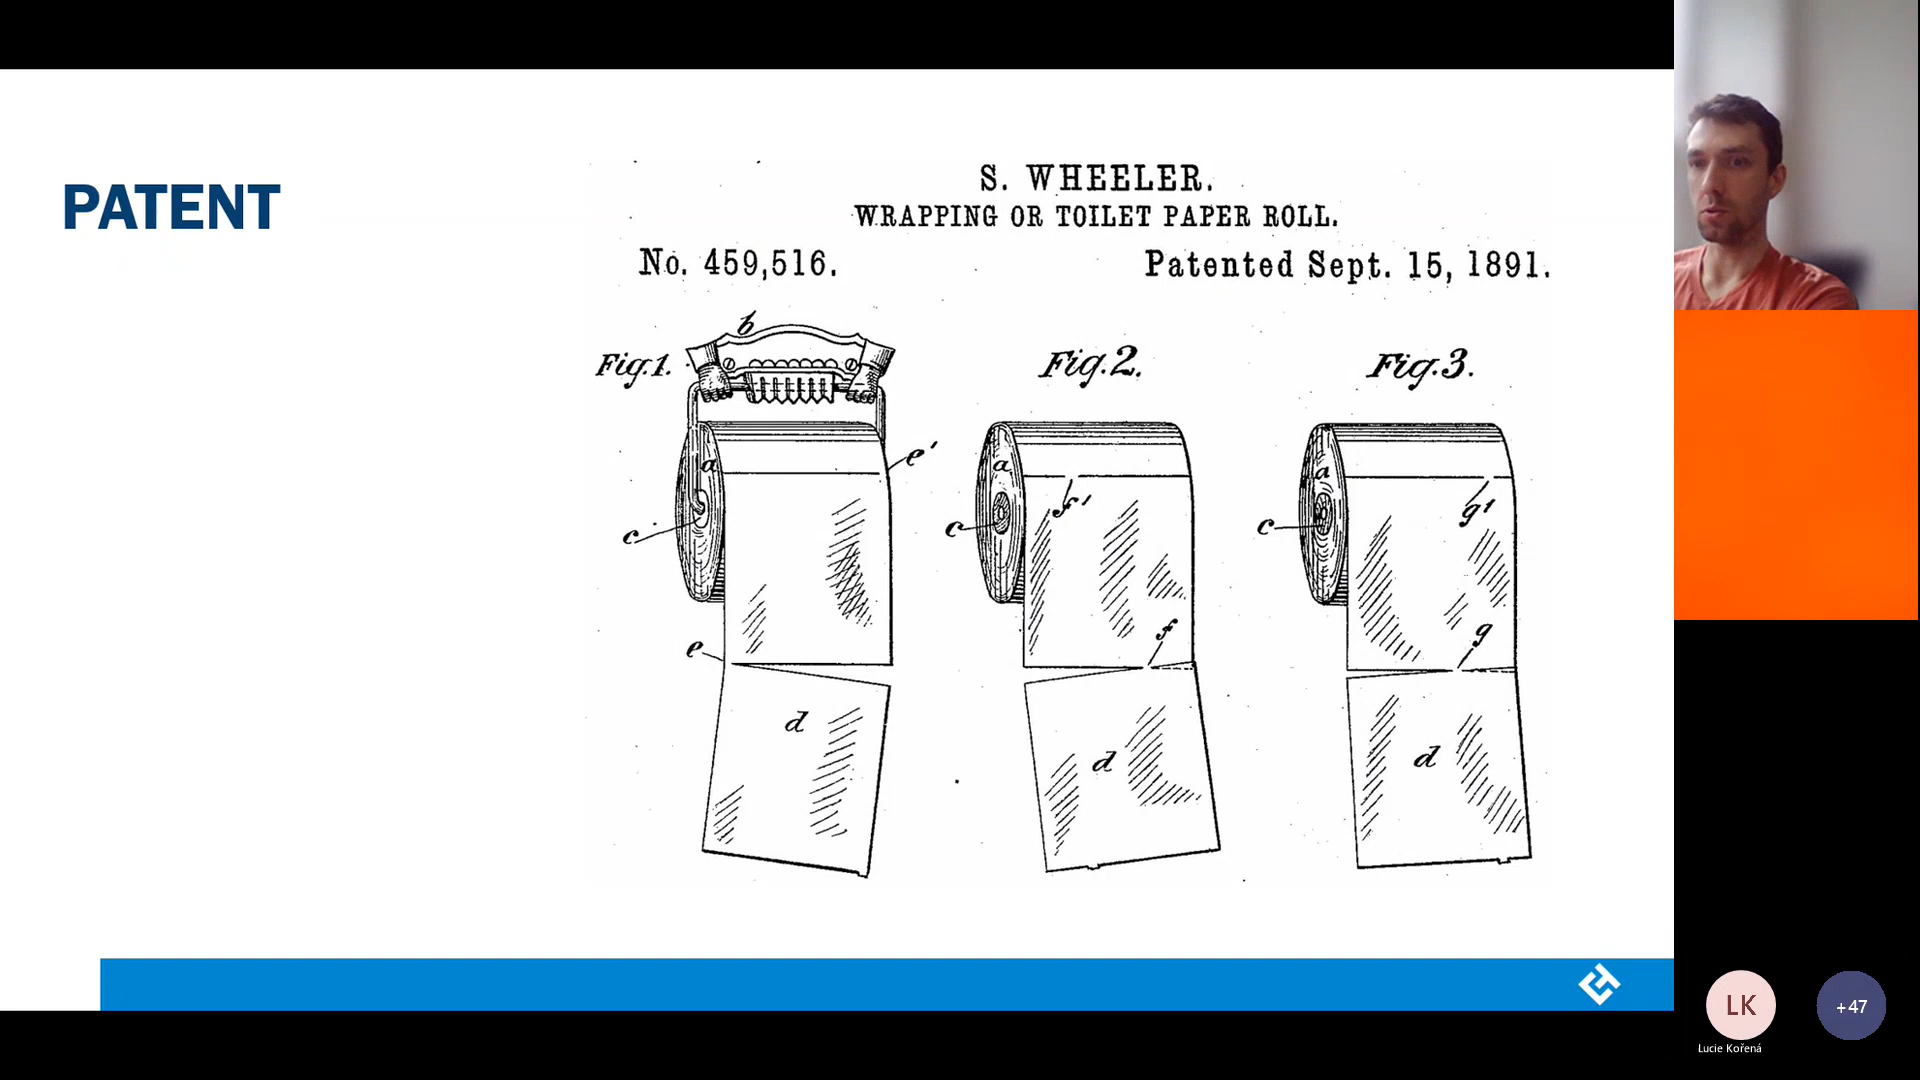 PATENT
S. WHEELER.
WRAPPING OR TOILET PAPER ROLL.
No. 459,516.
Patented Sept. 15, 1891.
Fig.1.
Fig.2.
Fig.3.
b
a
e'
c
e
d
a
f'
c
f
d
a
g'
c
g
d
LK
+47
Lucie Kořená